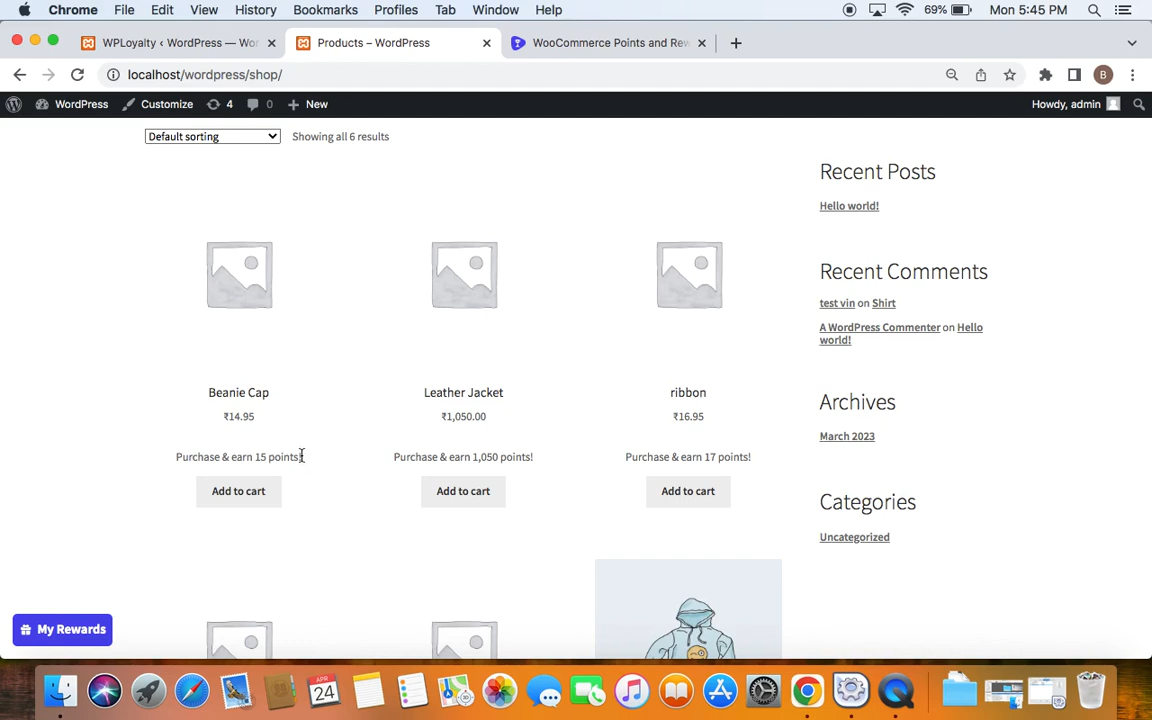 Chrome File Edit View History Bookmarks Profiles Tab Window Help 69% Mon 5:45 PM
WPLoyalty ‹ WordPress — Wor Products – WordPress WooCommerce Points and Rew
localhost/wordpress/shop/ B
WordPress Customize 4 0 New Howdy, admin
Default sorting Showing all 6 results
Recent Posts
Hello world!
Recent Comments
test vin on Shirt
A WordPress Commenter on Hello
world!
Archives
March 2023
Categories
Uncategorized
Beanie Cap Leather Jacket ribbon
₹14.95 ₹1,050.00 ₹16.95
Purchase & earn 15 points! Purchase & earn 1,050 points! Purchase & earn 17 points!
Add to cart Add to cart Add to cart
My Rewards
APR
24